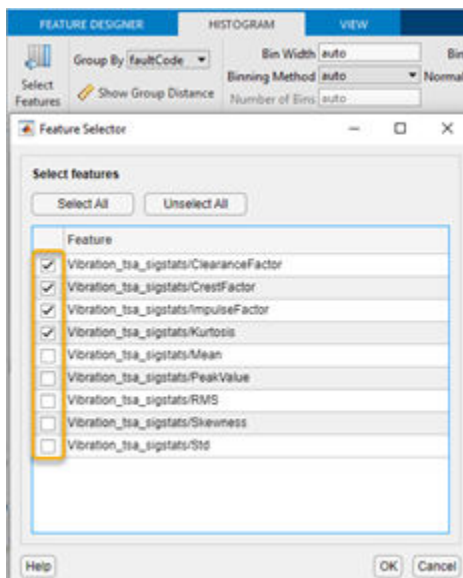 FEATURE DESIGNER HISTOGRAM VIEW
Select Features
Group By faultCode
Show Group Distance
Bin Width auto Bin
Binning Method auto Normal
Number of Bins auto
Feature Selector
Select features
Select All Unselect All
Feature
Vibration_tsa_sigstats/ClearanceFactor
Vibration_tsa_sigstats/CrestFactor
Vibration_tsa_sigstats/ImpulseFactor
Vibration_tsa_sigstats/Kurtosis
Vibration_tsa_sigstats/Mean
Vibration_tsa_sigstats/PeakValue
Vibration_tsa_sigstats/RMS
Vibration_tsa_sigstats/Skewness
Vibration_tsa_sigstats/Std
Help OK Cancel